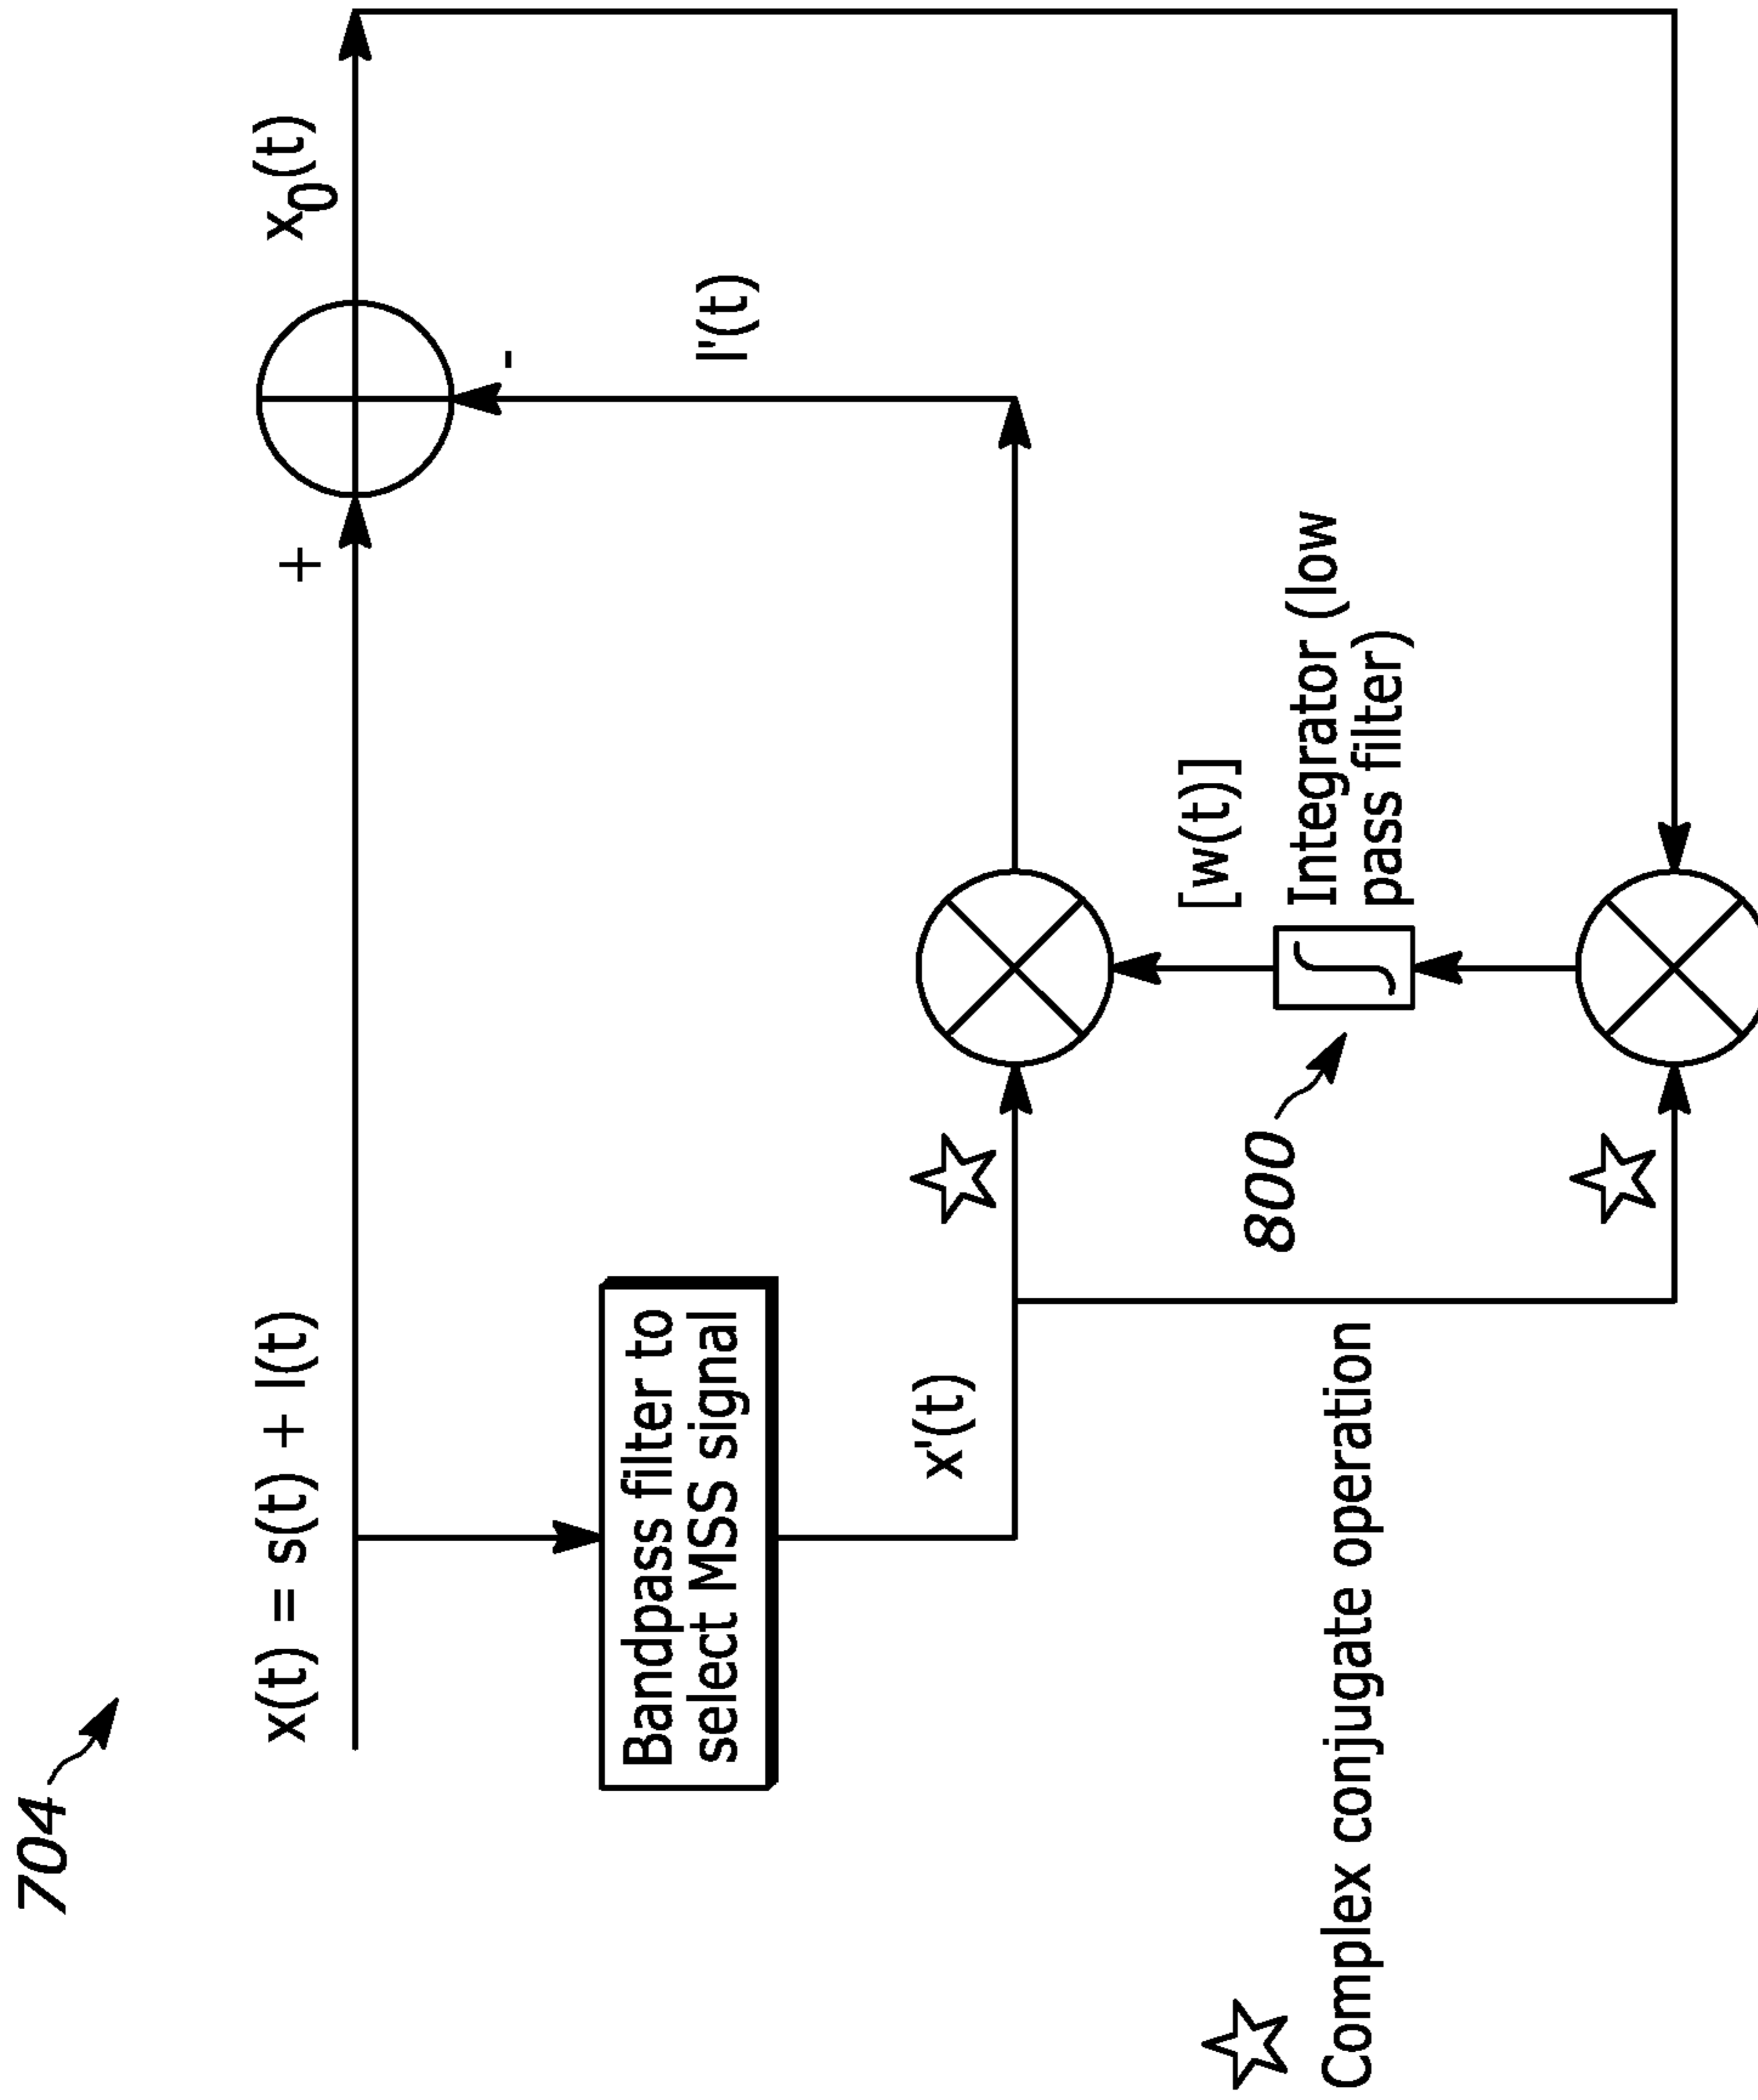 704
x(t) = s(t) + I(t)
+
x0(t)
-
I'(t)
Bandpass filter to
select MSS signal
x'(t)
☆
[w(t)]
800
∫
Integrator (low
pass filter)
☆
☆
Complex conjugate operation